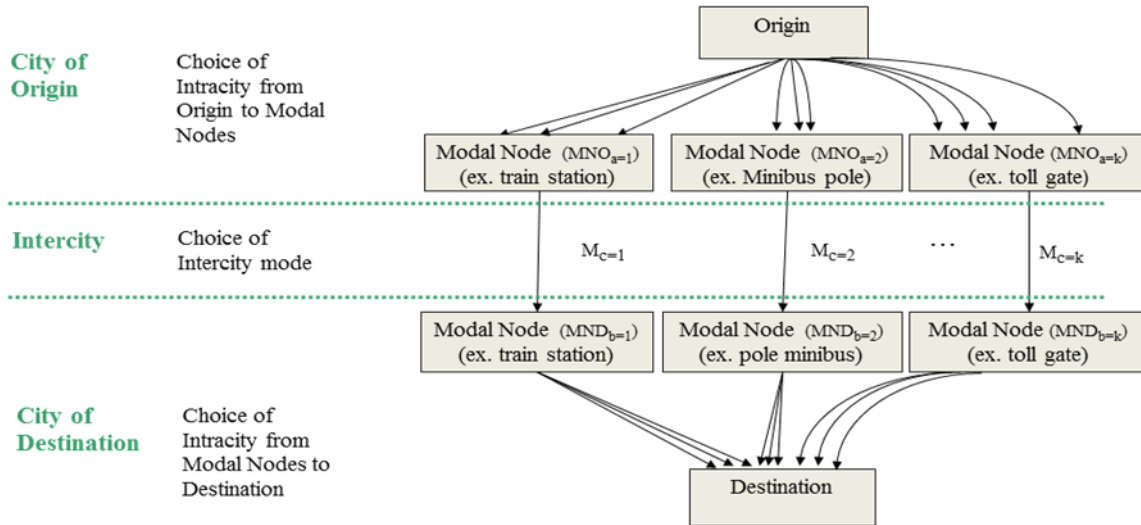 Origin
City of
Origin
Choice of
Intracity from
Origin to Modal
Nodes
Modal Node (MNOa=1)
(ex. train station)
Modal Node (MNOa=2)
(ex. Minibus pole)
Modal Node (MNOa=k)
(ex. toll gate)
Intercity
Choice of
Intercity mode
Mc=1
Mc=2
...
Mc=k
Modal Node (MNDb=1)
(ex. train station)
Modal Node (MNDb=2)
(ex. pole minibus)
Modal Node (MNDb=k)
(ex. toll gate)
City of
Destination
Choice of
Intracity from
Modal Nodes to
Destination
Destination